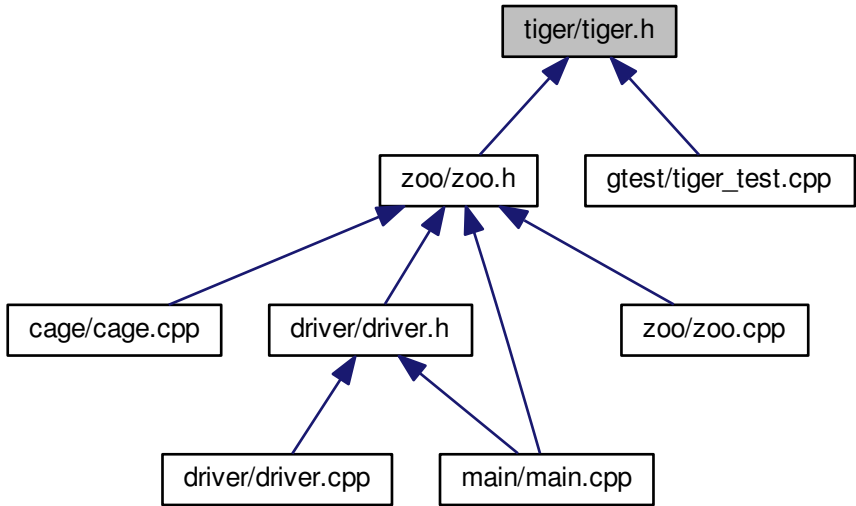 tiger/tiger.h
zoo/zoo.h
gtest/tiger_test.cpp
cage/cage.cpp
driver/driver.h
zoo/zoo.cpp
driver/driver.cpp
main/main.cpp